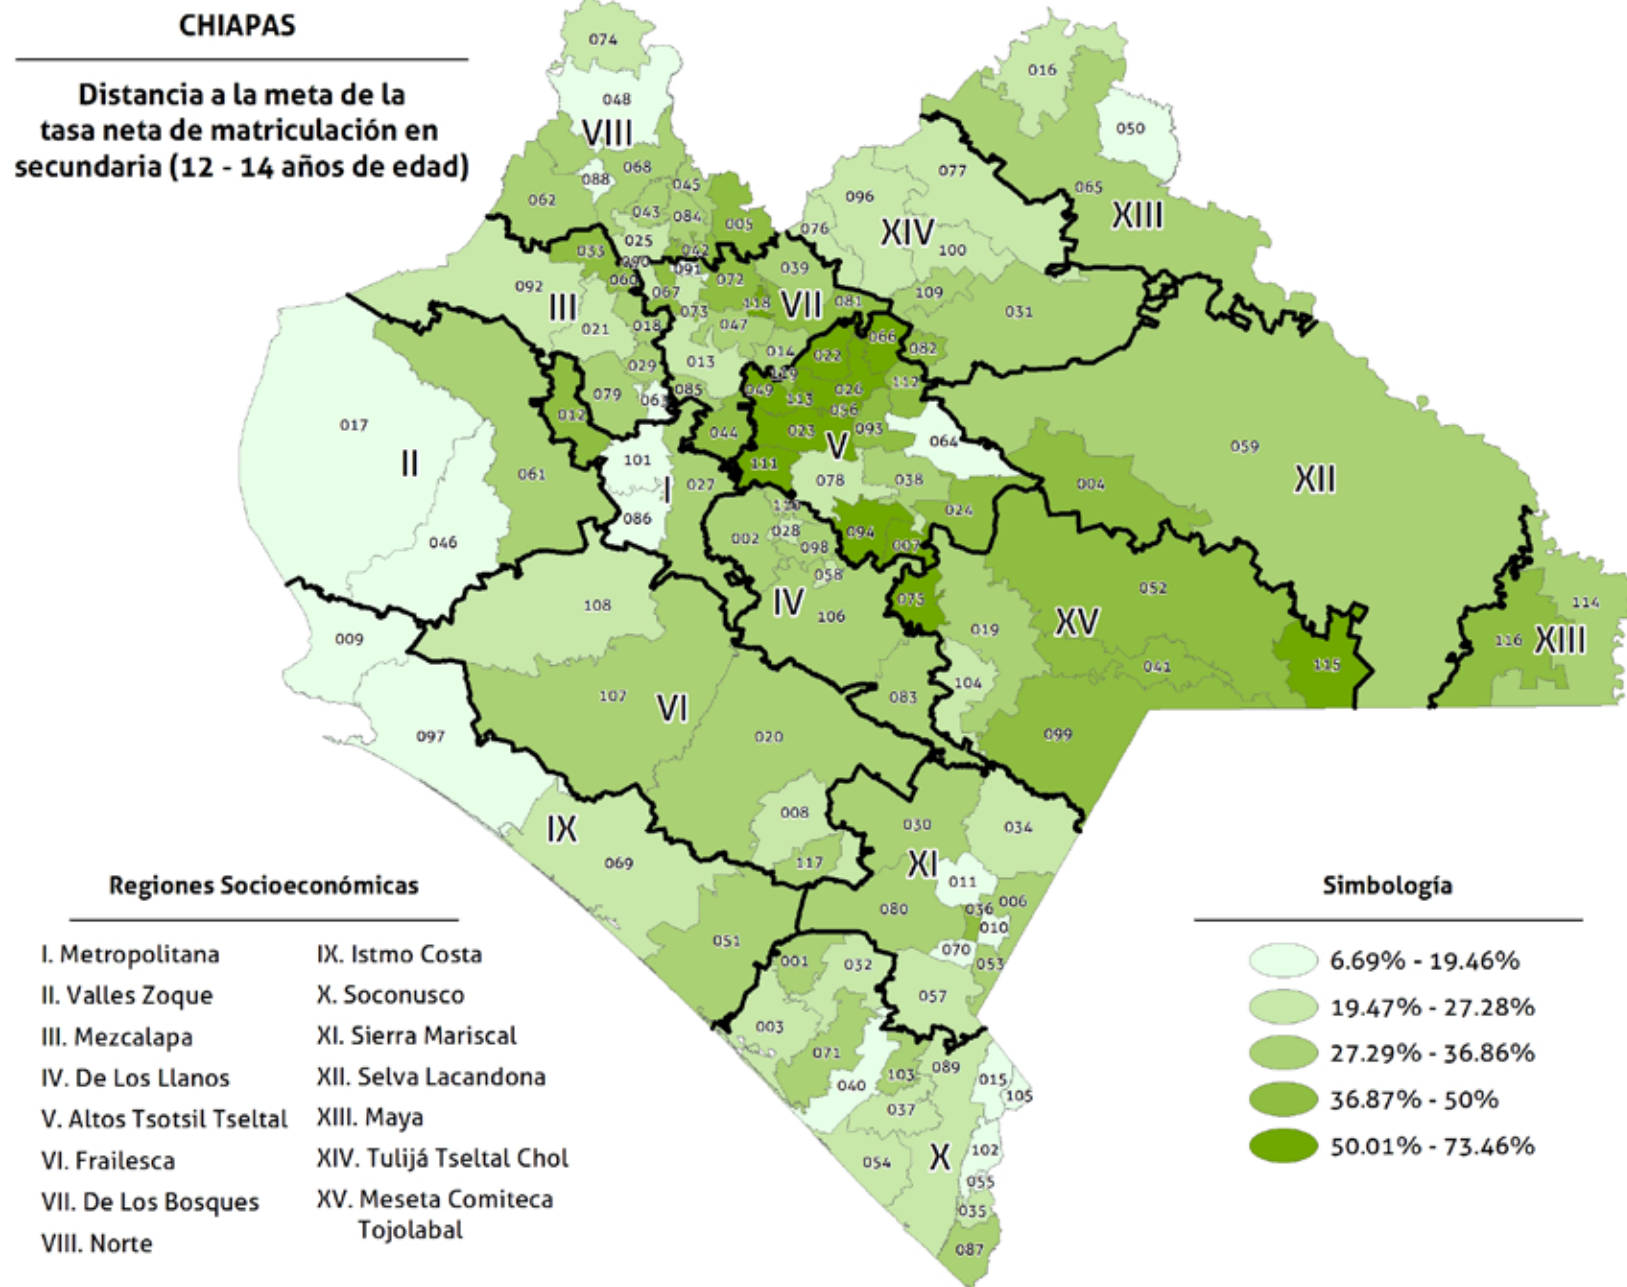 CHIAPAS
Distancia a la meta de la
tasa neta de matriculación en
secundaria (12 - 14 años de edad)
074
048
VIII
088
068
045
062
043
084
005
025
042
016
050
065
XIII
077
096
XIV
076
100
109
031
033
090
091
060
067
072
039
092
III
118
VII
081
073
021
018
047
066
013
014
022
082
029
119
079
063
085
049
113
026
112
056
012
044
023
093
064
017
II
101
V
111
061
I
027
078
038
004
059
XII
086
110
024
046
002
028
098
094
007
058
052
IV
106
075
108
009
019
XV
114
116
XIII
041
115
104
107
VI
083
097
020
099
008
030
034
IX
069
117
XI
011
080
036
006
010
051
070
053
001
032
057
003
071
103
089
040
015
105
037
054
X
102
055
035
087
Regiones Socioeconómicas
I. Metropolitana
II. Valles Zoque
III. Mezcalapa
IV. De Los Llanos
V. Altos Tsotsil Tseltal
VI. Frailesca
VII. De Los Bosques
VIII. Norte
IX. Istmo Costa
X. Soconusco
XI. Sierra Mariscal
XII. Selva Lacandona
XIII. Maya
XIV. Tulijá Tseltal Chol
XV. Meseta Comiteca
Tojolabal
Simbología
6.69% - 19.46%
19.47% - 27.28%
27.29% - 36.86%
36.87% - 50%
50.01% - 73.46%